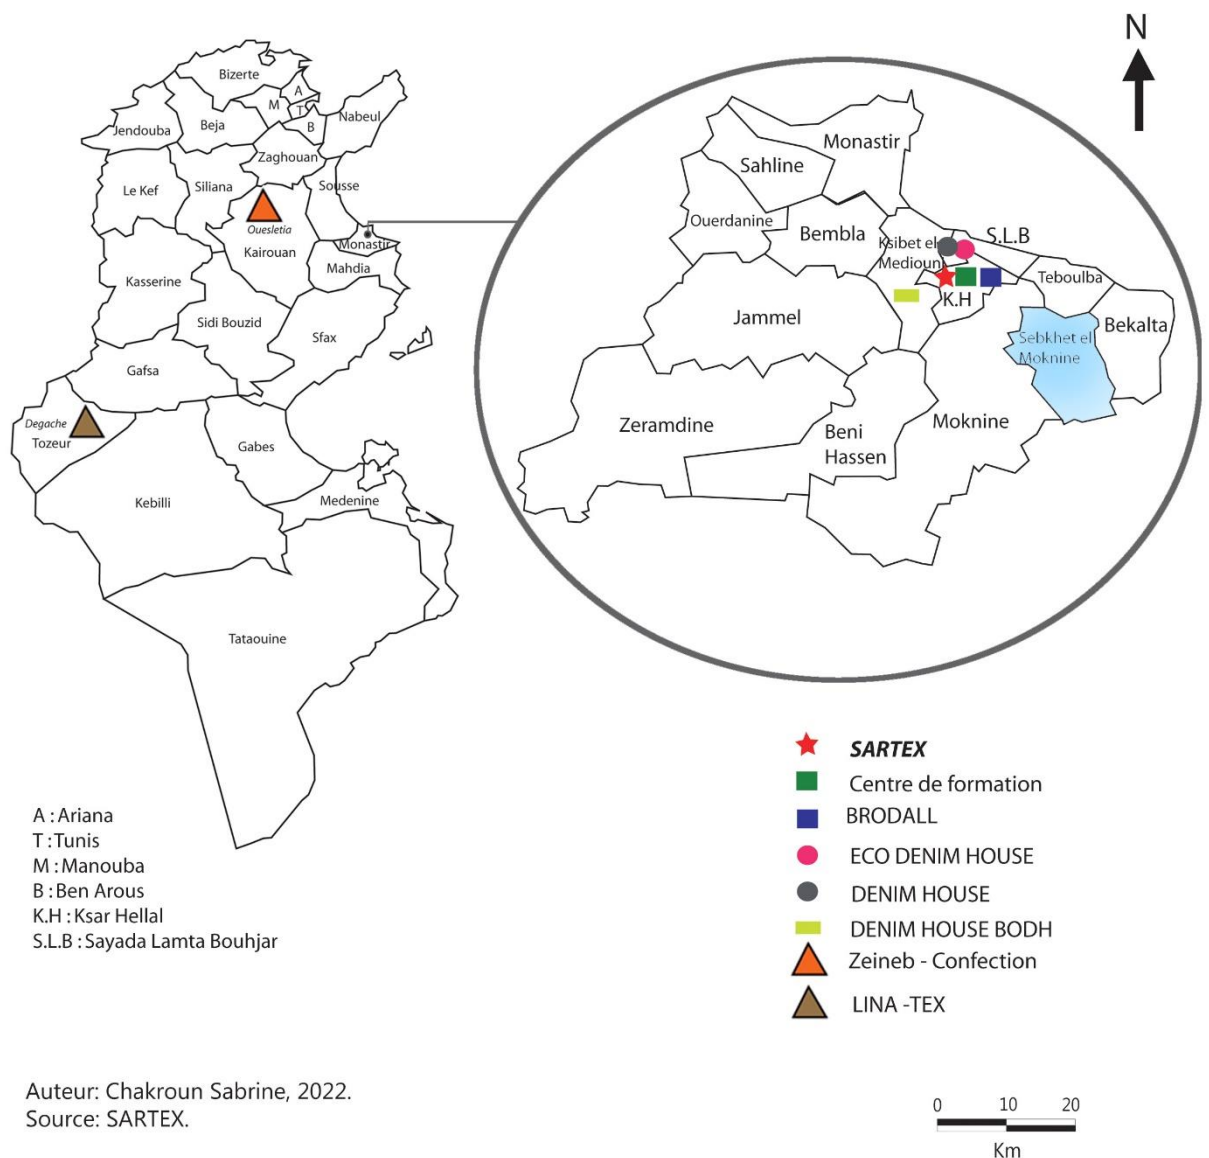 N
Bizerte
A
M
T
Nabeul
Jendouba
Beja
B
Zaghouan
Le Kef
Siliana
Sousse
Ouesletia
Kairouan
Monastir
Mahdia
Kasserine
Sidi Bouzid
Sfax
Gafsa
Degache
Tozeur
Gabes
Kebilli
Medenine
Tataouine
Monastir
Sahline
Ouerdanine
Bembla
Ksibet el
Medioun
S.L.B
Teboulba
K.H
Jammel
Bekalta
Sebkhet el
Moknine
Zeramdine
Beni
Hassen
Moknine
SARTEX
Centre de formation
BRODALL
ECO DENIM HOUSE
DENIM HOUSE
DENIM HOUSE BODH
Zeineb - Confection
LINA -TEX
A : Ariana
T : Tunis
M : Manouba
B : Ben Arous
K.H : Ksar Hellal
S.L.B : Sayada Lamta Bouhjar
Auteur: Chakroun Sabrine, 2022.
Source: SARTEX.
0 10 20
Km